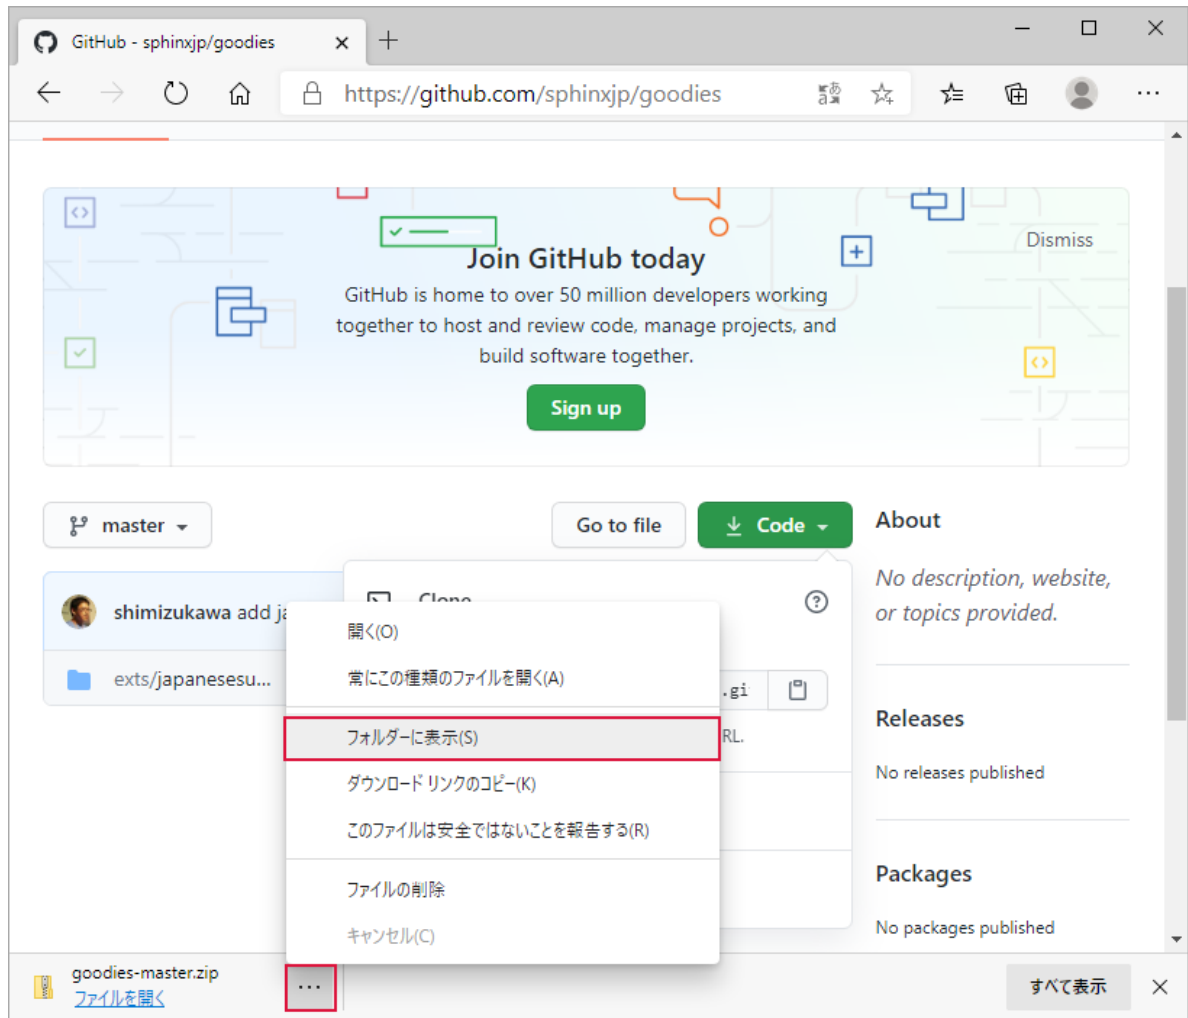 GitHub - sphinxjp/goodies
https://github.com/sphinxjp/goodies
Dismiss
Join GitHub today
GitHub is home to over 50 million developers working
together to host and review code, manage projects, and
build software together.
Sign up
master
Go to file
Code
About
No description, website,
or topics provided.
Clone
shimizukawa add ja
exts/japanesesu...
.gi
RL.
開く(O)
常にこの種類のファイルを開く(A)
フォルダーに表示(S)
ダウンロード リンクのコピー(K)
このファイルは安全ではないことを報告する(R)
ファイルの削除
キャンセル(C)
Releases
No releases published
Packages
No packages published
goodies-master.zip
ファイルを開く
...
すべて表示